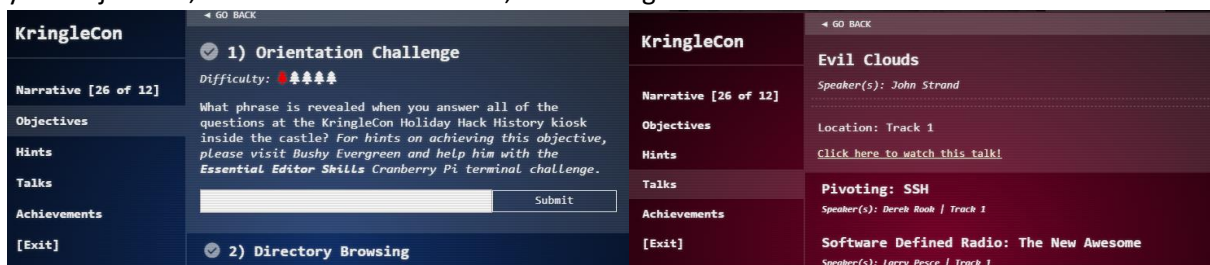 ◄ GO BACK
KringleCon
1) Orientation Challenge
Difficulty:
Narrative [26 of 12]
What phrase is revealed when you answer all of the
Objectives
questions at the KringleCon Holiday Hack History kiosk
inside the castle? For hints on achieving this objective,
Hints
please visit Bushy Evergreen and help him with the
Essential Editor Skills Cranberry Pi terminal challenge.
Talks
Submit
Achievements
[Exit]
2) Directory Browsing
◄ GO BACK
KringleCon
Evil Clouds
Speaker(s): John Strand
Narrative [26 of 12]
Objectives
Location: Track 1
Hints
Click here to watch this talk!
Talks
Pivoting: SSH
Speaker(s): Derek Rook | Track 1
Achievements
[Exit]
Software Defined Radio: The New Awesome
Speaker(s): Larry Pesce | Track 1